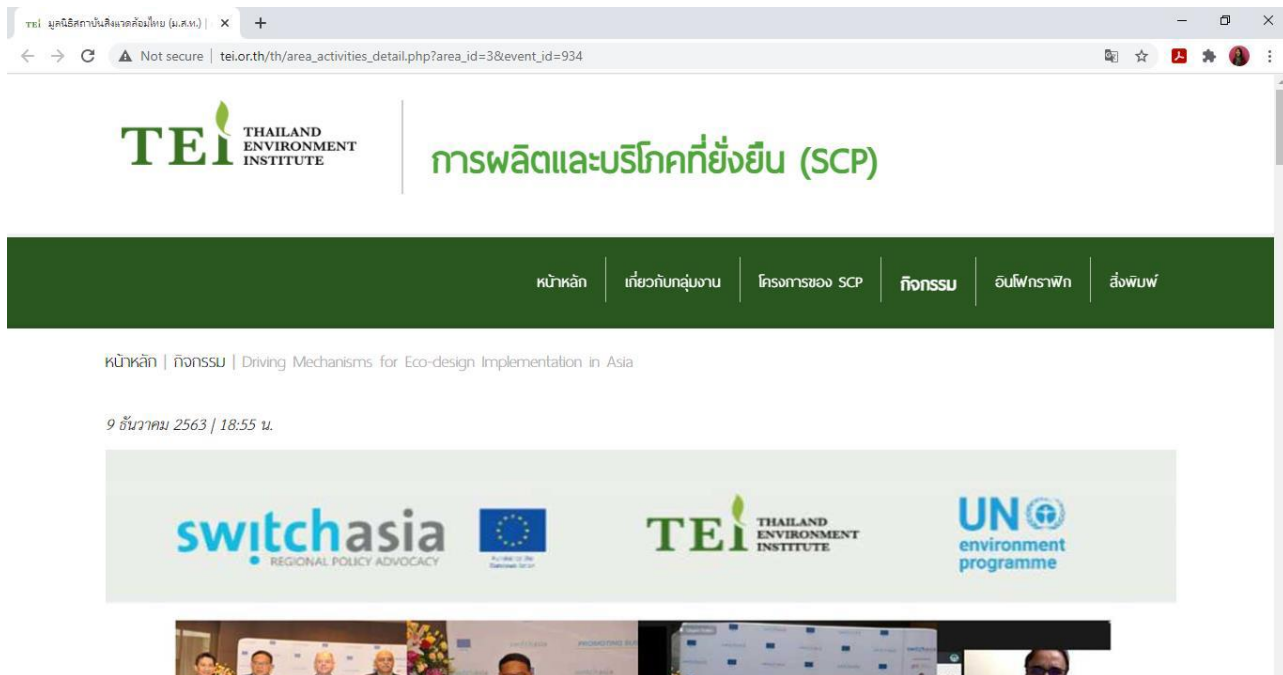 TEI มูลนิธิสถาบันสิ่งแวดล้อมไทย (ม.ส.ท.) |
Not secure | tei.or.th/th/area_activities_detail.php?area_id=3&event_id=934
TEI THAILAND
ENVIRONMENT
INSTITUTE
การผลิตและบริโภคที่ยั่งยืน (SCP)
หน้าหลัก เกี่ยวกับกลุ่มงาน โครงการของ SCP กิจกรรม อินโฟกราฟิก สิ่งพิมพ์
หน้าหลัก | กิจกรรม | Driving Mechanisms for Eco-design Implementation in Asia
9 ธันวาคม 2563 | 18:55 น.
switchasia
REGIONAL POLICY ADVOCACY
Funded by the
European Union
TEI THAILAND
ENVIRONMENT
INSTITUTE
UN
environment
programme